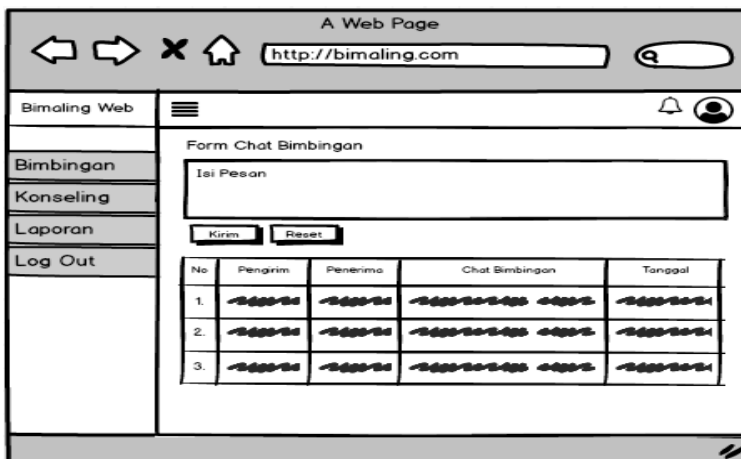 A Web Page
http://bimaling.com
Bimaling Web
Bimbingan
Konseling
Laporan
Log Out
Form Chat Bimbingan
Isi Pesan
Kirim Reset
No Pengirim Penerima Chat Bimbingan Tanggal
1.
2.
3.